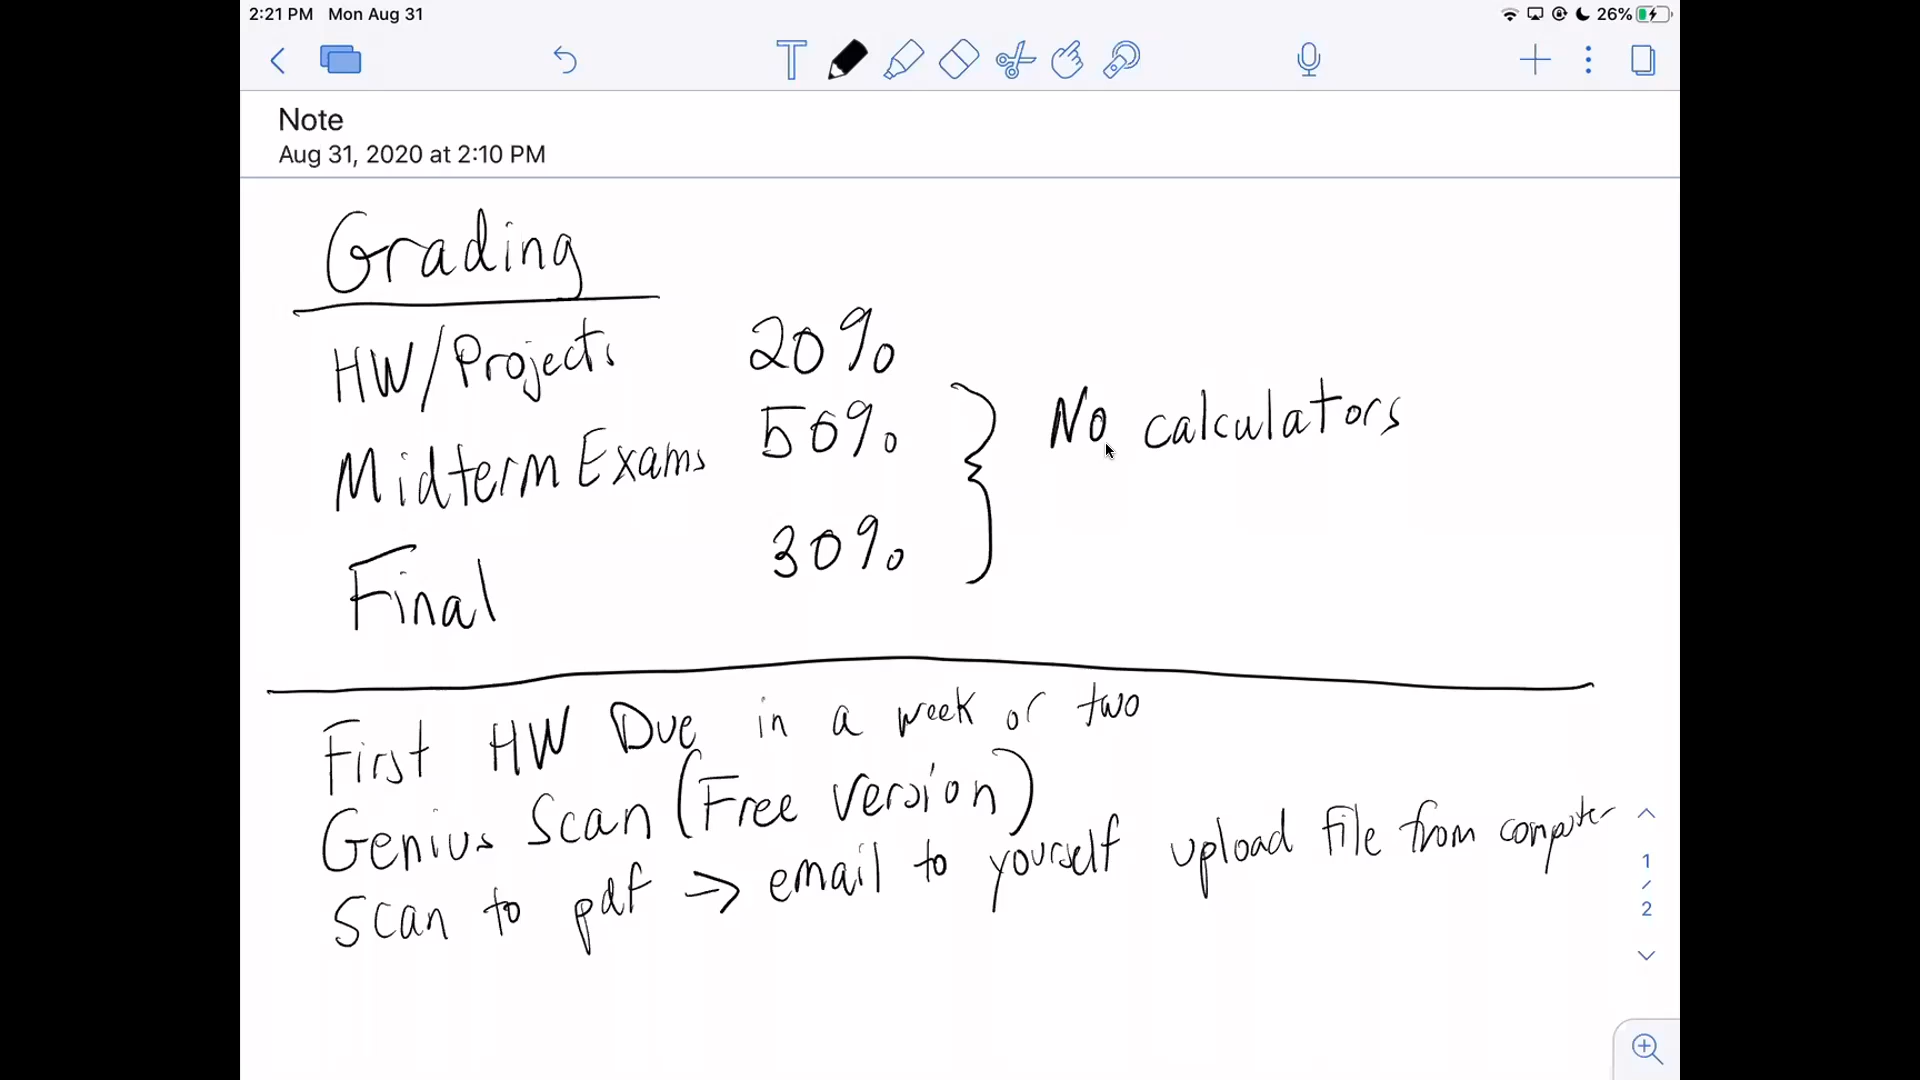 2:21 PM Mon Aug 31 26%
Note
Aug 31, 2020 at 2:10 PM
Grading
HW/Projects 20%
Midterm Exams 50% No calculators
Final 30%
First HW Due in a week or two
Genius Scan (Free Version)
Scan to pdf => email to yourself upload file from computer
1
/
2